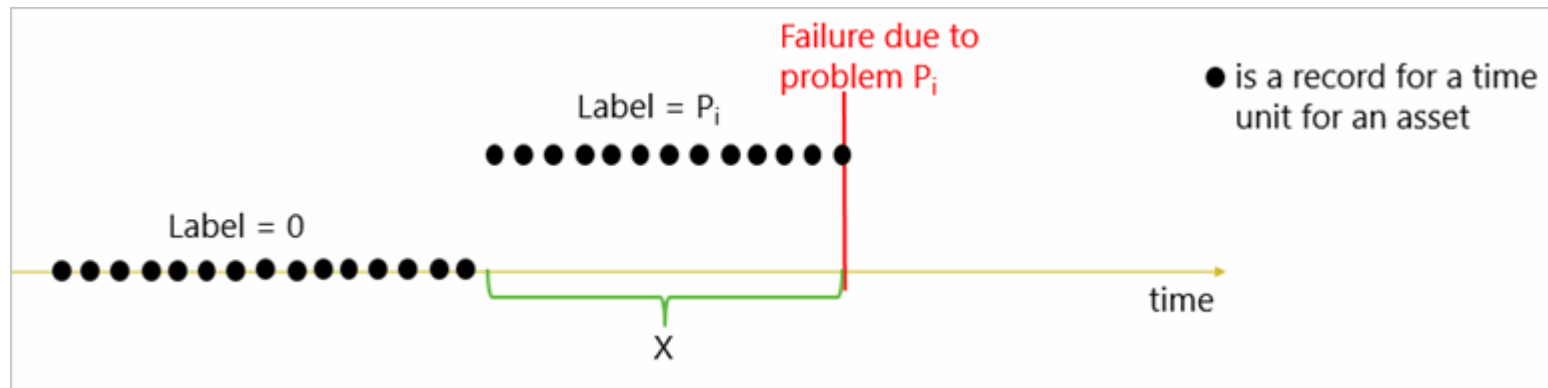 Failure due to
problem Pᵢ
is a record for a time
unit for an asset
Label = Pᵢ
Label = 0
time
X